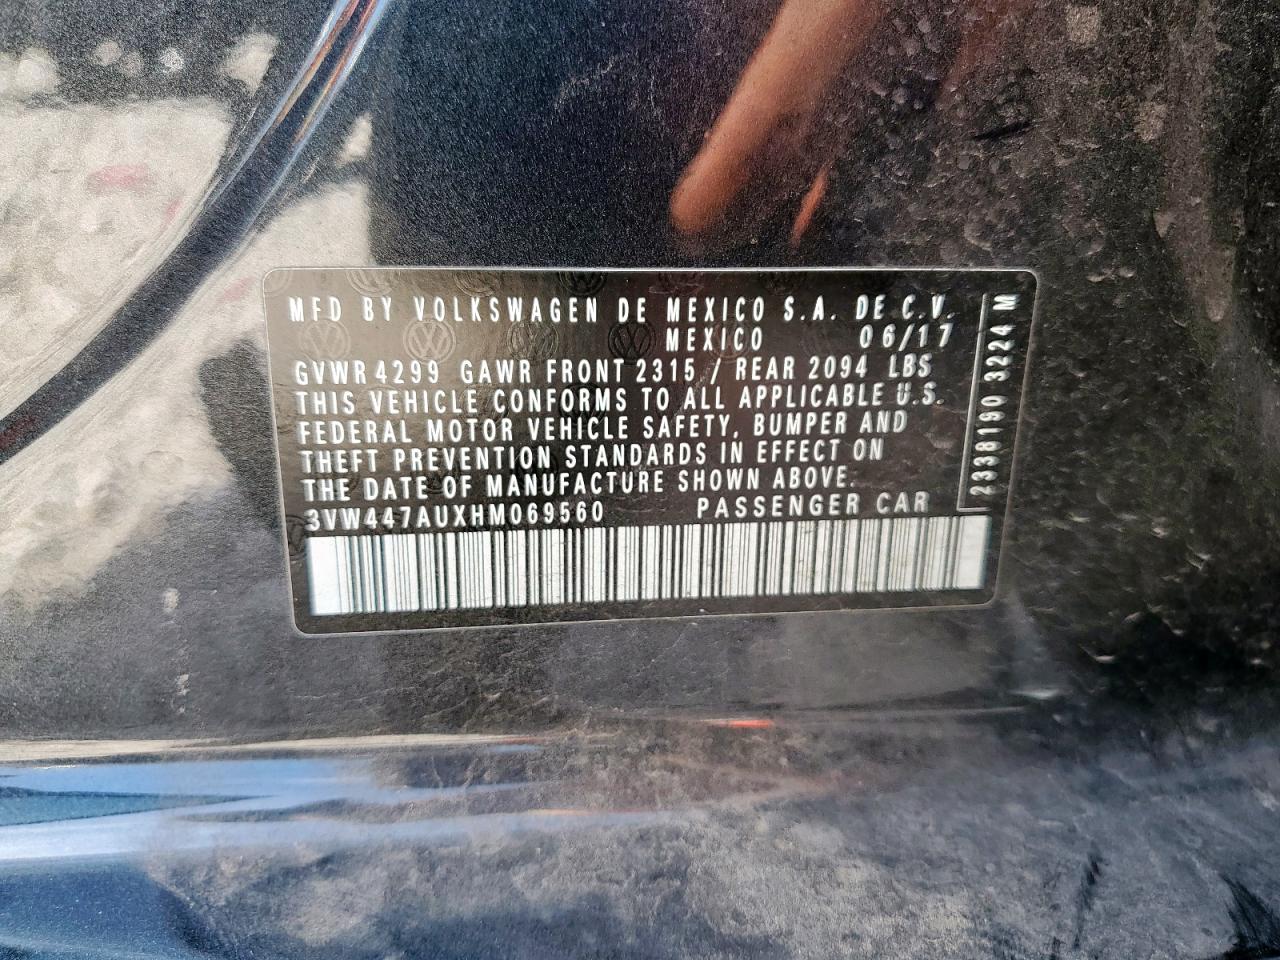 MFD BY VOLKSWAGEN DE MEXICO S.A. DE C.V.
MEXICO 06/17
GVWR 4299 GAWR FRONT 2315 / REAR 2094 LBS
THIS VEHICLE CONFORMS TO ALL APPLICABLE U.S.
FEDERAL MOTOR VEHICLE SAFETY, BUMPER AND
THEFT PREVENTION STANDARDS IN EFFECT ON
THE DATE OF MANUFACTURE SHOWN ABOVE.
3VW447AUXHM069560 PASSENGER CAR
2338190 3224 M